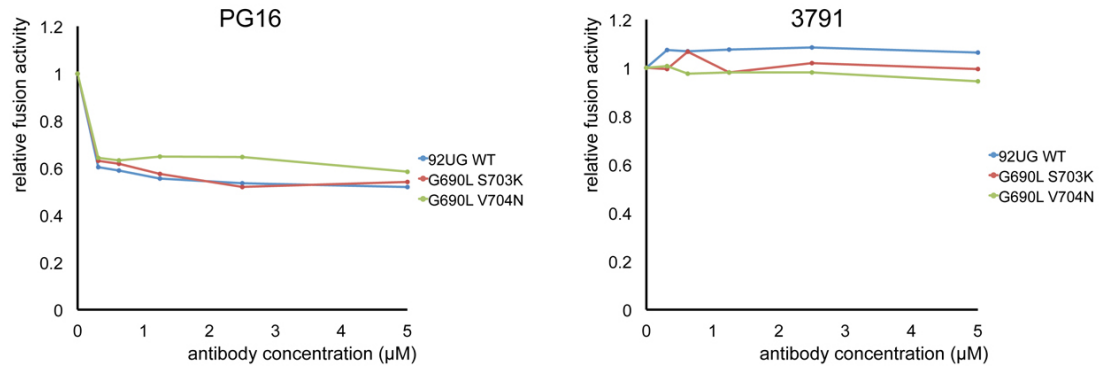 PG16
relative fusion activity
1.2
1
0.8
0.6
0.4
0.2
0
0 1 2 3 4 5
antibody concentration (µM)
92UG WT
G690L S703K
G690L V704N
3791
relative fusion activity
1.2
1
0.8
0.6
0.4
0.2
0
0 1 2 3 4 5
antibody concentration (µM)
92UG WT
G690L S703K
G690L V704N